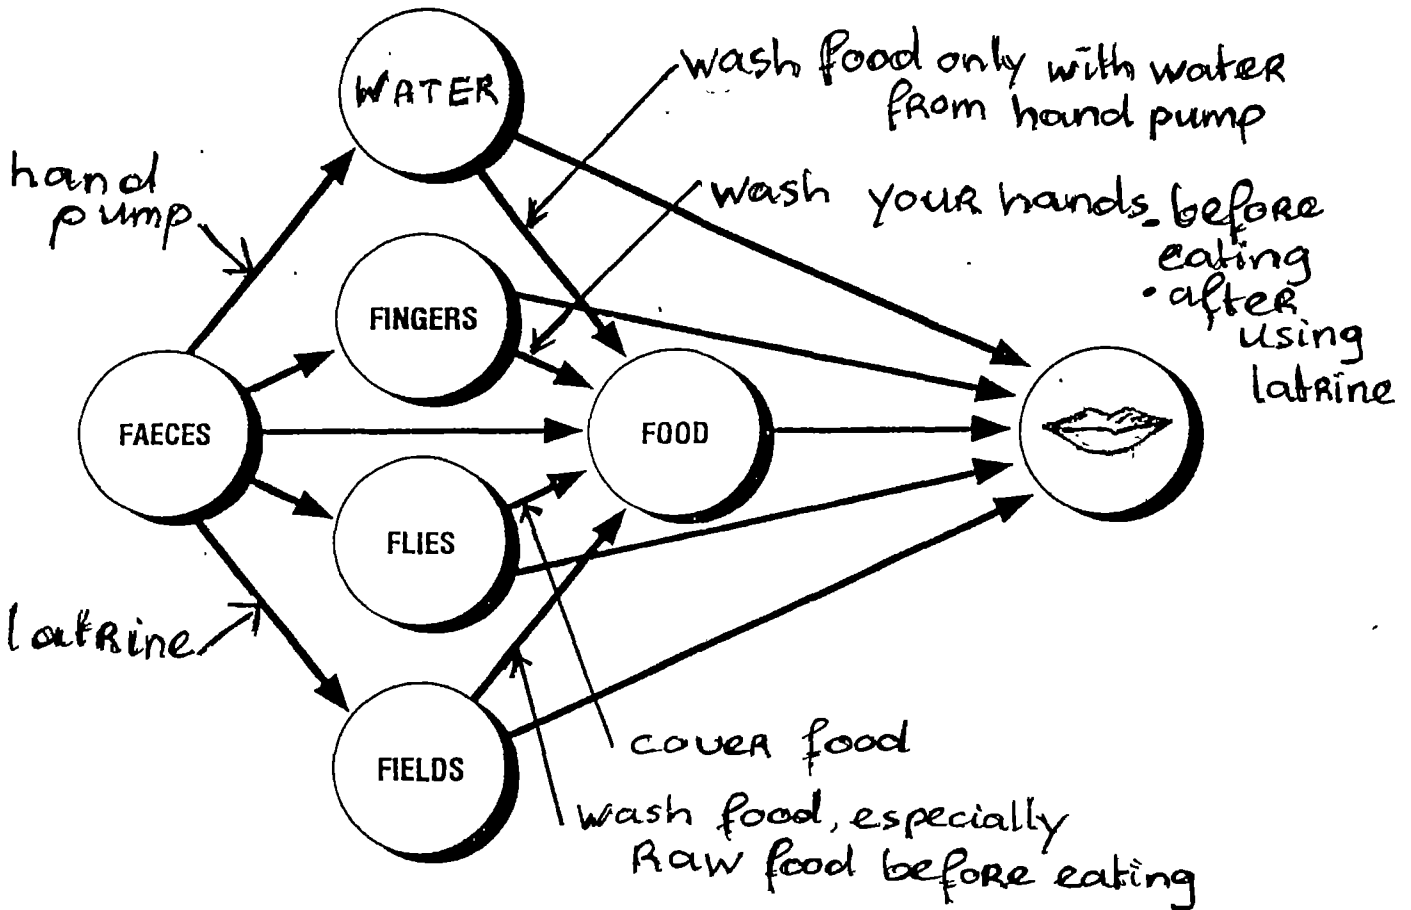 WATER
wash food only with water
from hand pump
hand
pump
wash your hands
• before
eating
• after
using
latrine
FINGERS
FAECES
FOOD
FLIES
latrine
FIELDS
cover food
wash food, especially
Raw food before eating